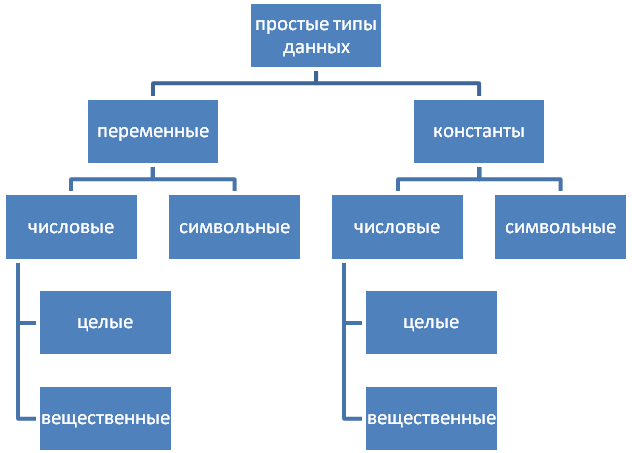 простые типы
данных
переменные
константы
числовые
символьные
числовые
символьные
целые
целые
вещественные
вещественные